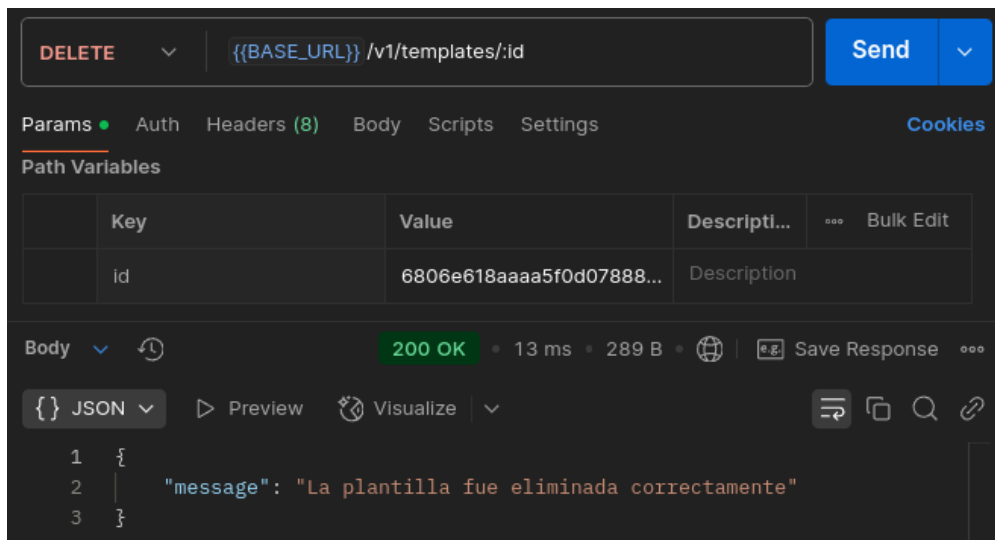 DELETE {{BASE_URL}} /v1/templates/:id Send
Params Auth Headers (8) Body Scripts Settings Cookies
Path Variables
Key Value Descripti... Bulk Edit
id 6806e618aaaa5f0d07888... Description
Body 200 OK 13 ms 289 B e.g. Save Response
{} JSON Preview Visualize
1 {
2 "message": "La plantilla fue eliminada correctamente"
3 }